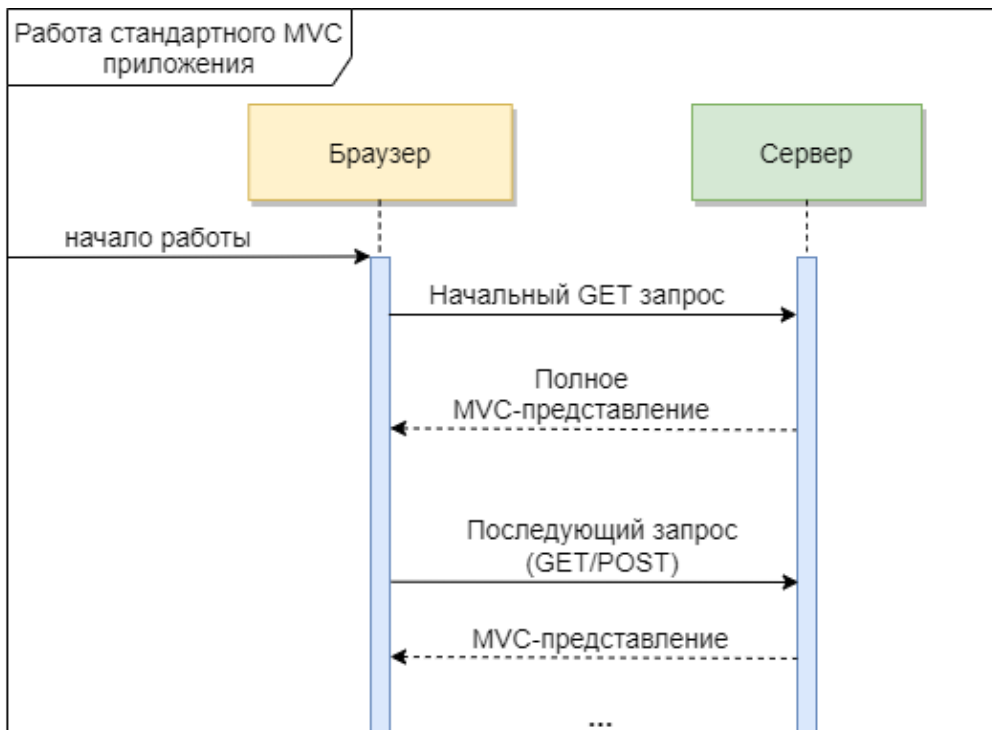 Работа стандартного MVC
приложения
Браузер
Сервер
начало работы
Начальный GET запрос
Полное
MVC-представление
Последующий запрос
(GET/POST)
MVC-представление
...